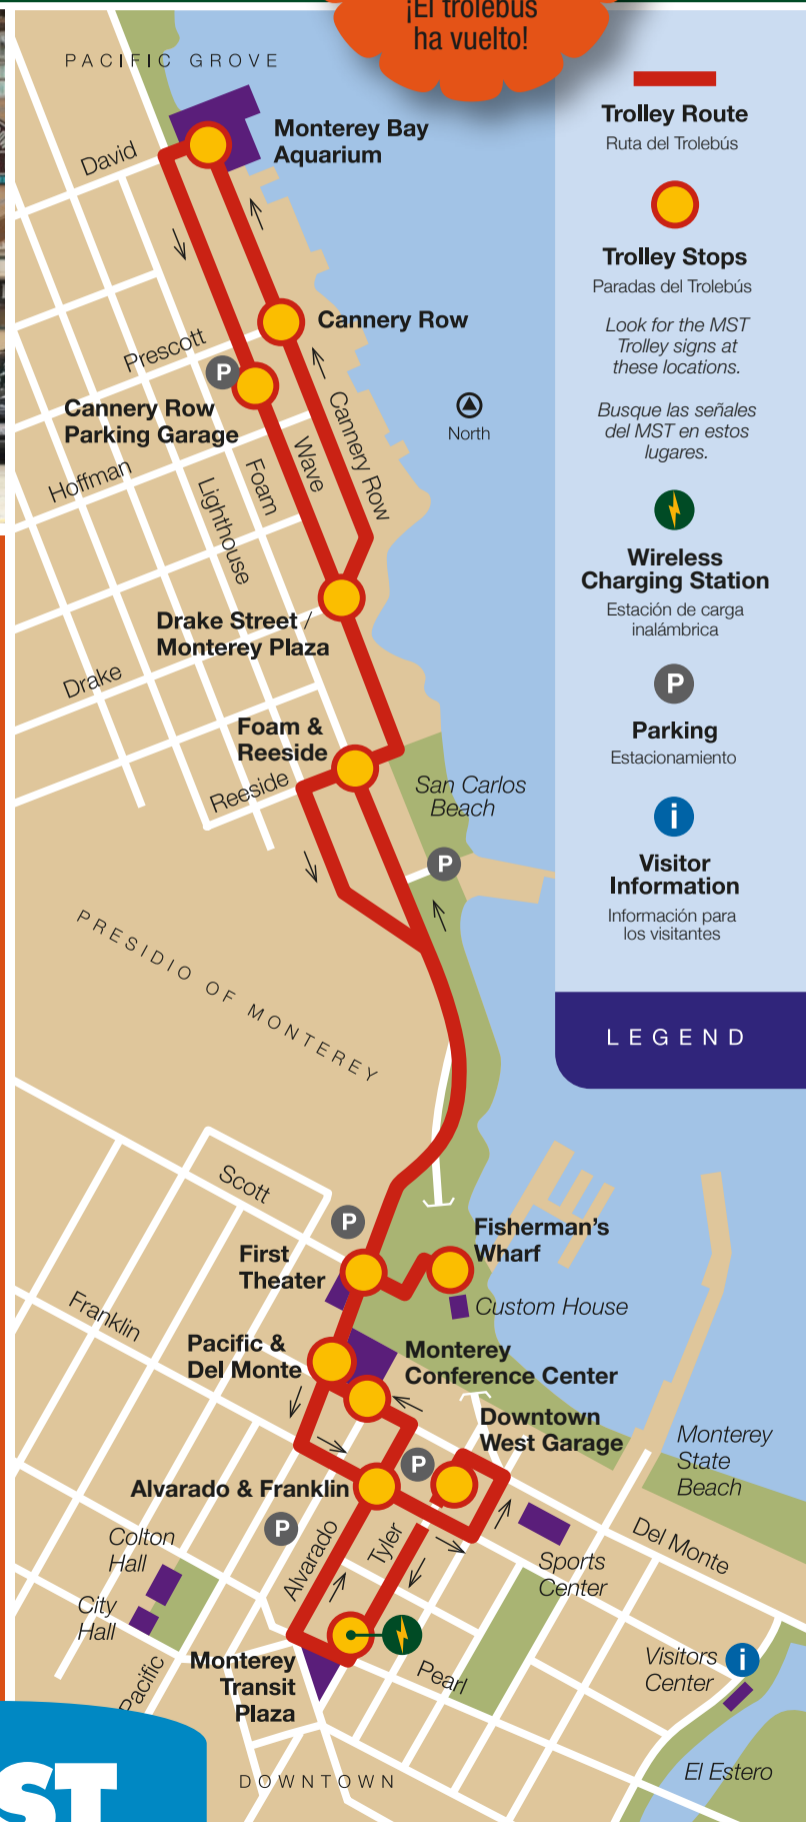 ¡El trolebús
ha vuelto!
PACIFIC GROVE
Monterey Bay
Aquarium
David
Cannery Row
Prescott
P
Cannery Row
Parking Garage
Cannery Row
Wave
Foam
Lighthouse
Hoffman
North
Drake Street /
Monterey Plaza
Drake
Foam &
Reeside
Reeside
San Carlos
Beach
P
PRESIDIO OF MONTEREY
Scott
P
First
Theater
Fisherman's
Wharf
Custom House
Franklin
Pacific &
Del Monte
Monterey
Conference Center
Downtown
West Garage
P
Alvarado & Franklin
P
Monterey
State
Beach
Del Monte
Colton
Hall
City
Hall
Alvarado
Tyler
Sports
Center
Pacific
Monterey
Transit
Plaza
Pearl
Visitors
Center
i
El Estero
DOWNTOWN
ST
Trolley Route
Ruta del Trolebús
Trolley Stops
Paradas del Trolebús
Look for the MST
Trolley signs at
these locations.
Busque las señales
del MST en estos
lugares.
Wireless
Charging Station
Estación de carga
inalámbrica
P
Parking
Estacionamiento
i
Visitor
Information
Información para
los visitantes
LEGEND